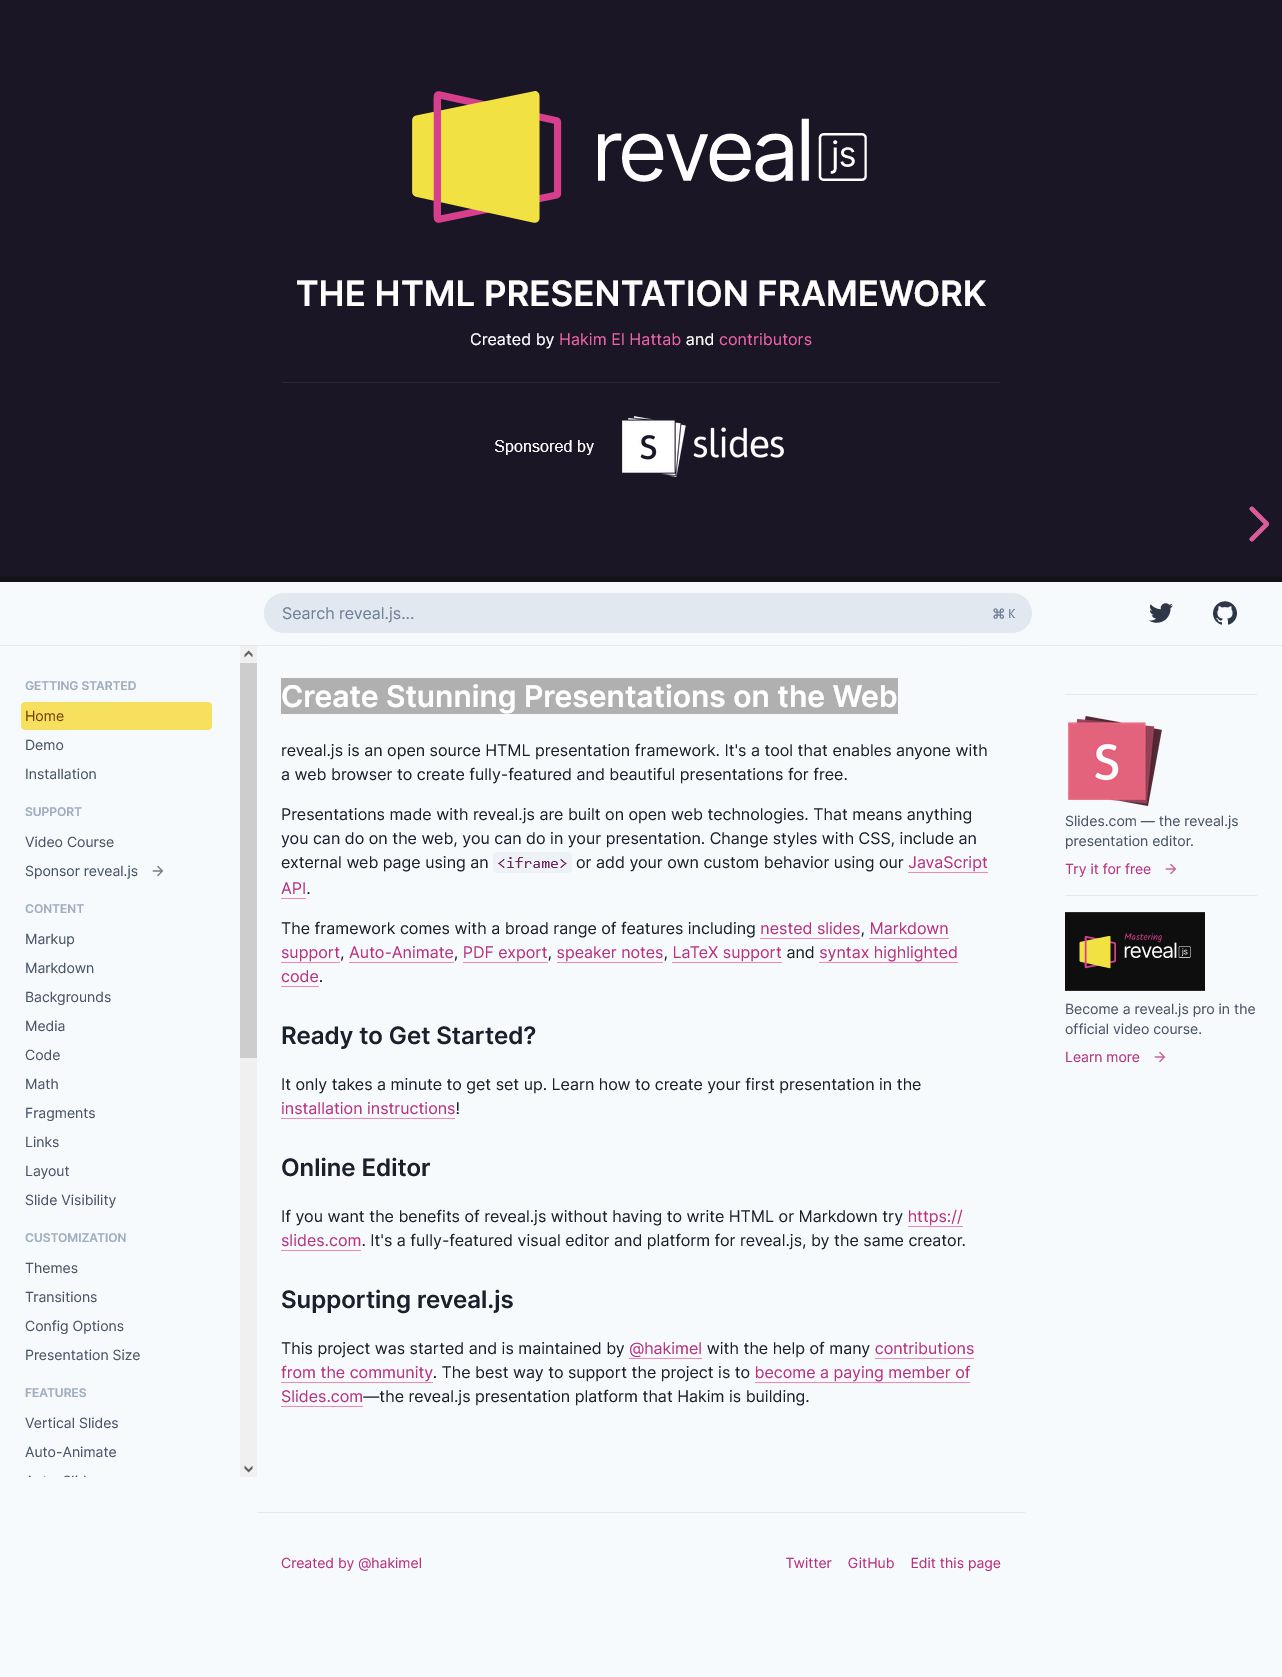 reveal js
THE HTML PRESENTATION FRAMEWORK
Created by Hakim El Hattab and contributors
Sponsored by S slides
Search reveal.js... ⌘ K
GETTING STARTED
Home
Demo
Installation
SUPPORT
Video Course
Sponsor reveal.js →
CONTENT
Markup
Markdown
Backgrounds
Media
Code
Math
Fragments
Links
Layout
Slide Visibility
CUSTOMIZATION
Themes
Transitions
Config Options
Presentation Size
FEATURES
Vertical Slides
Auto-Animate
Create Stunning Presentations on the Web
reveal.js is an open source HTML presentation framework. It's a tool that enables anyone with
a web browser to create fully-featured and beautiful presentations for free.
Presentations made with reveal.js are built on open web technologies. That means anything
you can do on the web, you can do in your presentation. Change styles with CSS, include an
external web page using an <iframe> or add your own custom behavior using our JavaScript
API.
The framework comes with a broad range of features including nested slides, Markdown
support, Auto-Animate, PDF export, speaker notes, LaTeX support and syntax highlighted
code.
Ready to Get Started?
It only takes a minute to get set up. Learn how to create your first presentation in the
installation instructions!
Online Editor
If you want the benefits of reveal.js without having to write HTML or Markdown try https://
slides.com. It's a fully-featured visual editor and platform for reveal.js, by the same creator.
Supporting reveal.js
This project was started and is maintained by @hakimel with the help of many contributions
from the community. The best way to support the project is to become a paying member of
Slides.com—the reveal.js presentation platform that Hakim is building.
S
Slides.com — the reveal.js
presentation editor.
Try it for free →
Mastering
reveal js
Become a reveal.js pro in the
official video course.
Learn more →
Created by @hakimel Twitter GitHub Edit this page